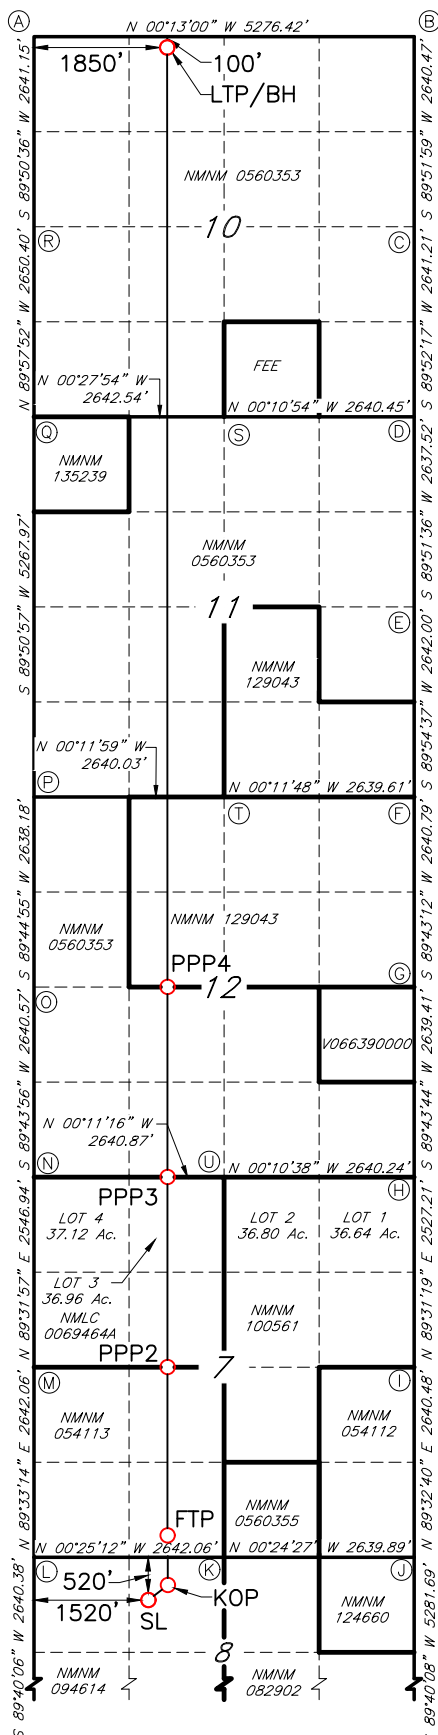 A
B
N 00°13'00" W 5276.42'
1850'
100'
LTP/BH
S 89°50'36" W 2641.15'
S 89°51'59" W 2640.47'
NMNM 0560353
10
R
C
N 89°57'52" W 2650.40'
S 89°52'17" W 2641.21'
FEE
N 00°27'54" W
2642.54'
N 00°10'54" W 2640.45'
Q
S
D
NMNM
135239
S 89°51'36" W 2637.52'
NMNM
0560353
S 89°50'57" W 5267.97'
11
E
NMNM
129043
S 89°54'37" W 2642.00'
N 00°11'59" W
2640.03'
N 00°11'48" W 2639.61'
P
T
F
S 89°44'55" W 2638.18'
S 89°43'12" W 2640.79'
NMNM
0560353
NMNM 129043
PPP4
G
12
O
V066390000
S 89°43'56" W 2640.57'
S 89°43'44" W 2639.41'
N 00°11'16" W
2640.87'
N
U
N 00°10'38" W 2640.24'
H
PPP3
LOT 4
37.12 Ac.
LOT 2
36.80 Ac.
LOT 1
36.64 Ac.
LOT 3
36.96 Ac.
N 89°31'57" E 2546.94'
N 89°31'19" E 2527.21'
NMLC
0069464A
NMNM
100561
PPP2
7
M
I
NMNM
054113
NMNM
054112
N 89°33'14" E 2642.06'
N 89°32'40" E 2640.48'
FTP
NMNM
0560355
N 00°25'12" W 2642.06'
N 00°24'27" W 2639.89'
L
K
J
520'
KOP
1520'
SL
NMNM
124660
8
S 89°40'06" W 2640.38'
S 89°40'08" W 5281.69'
NMNM
094614
NMNM
082902